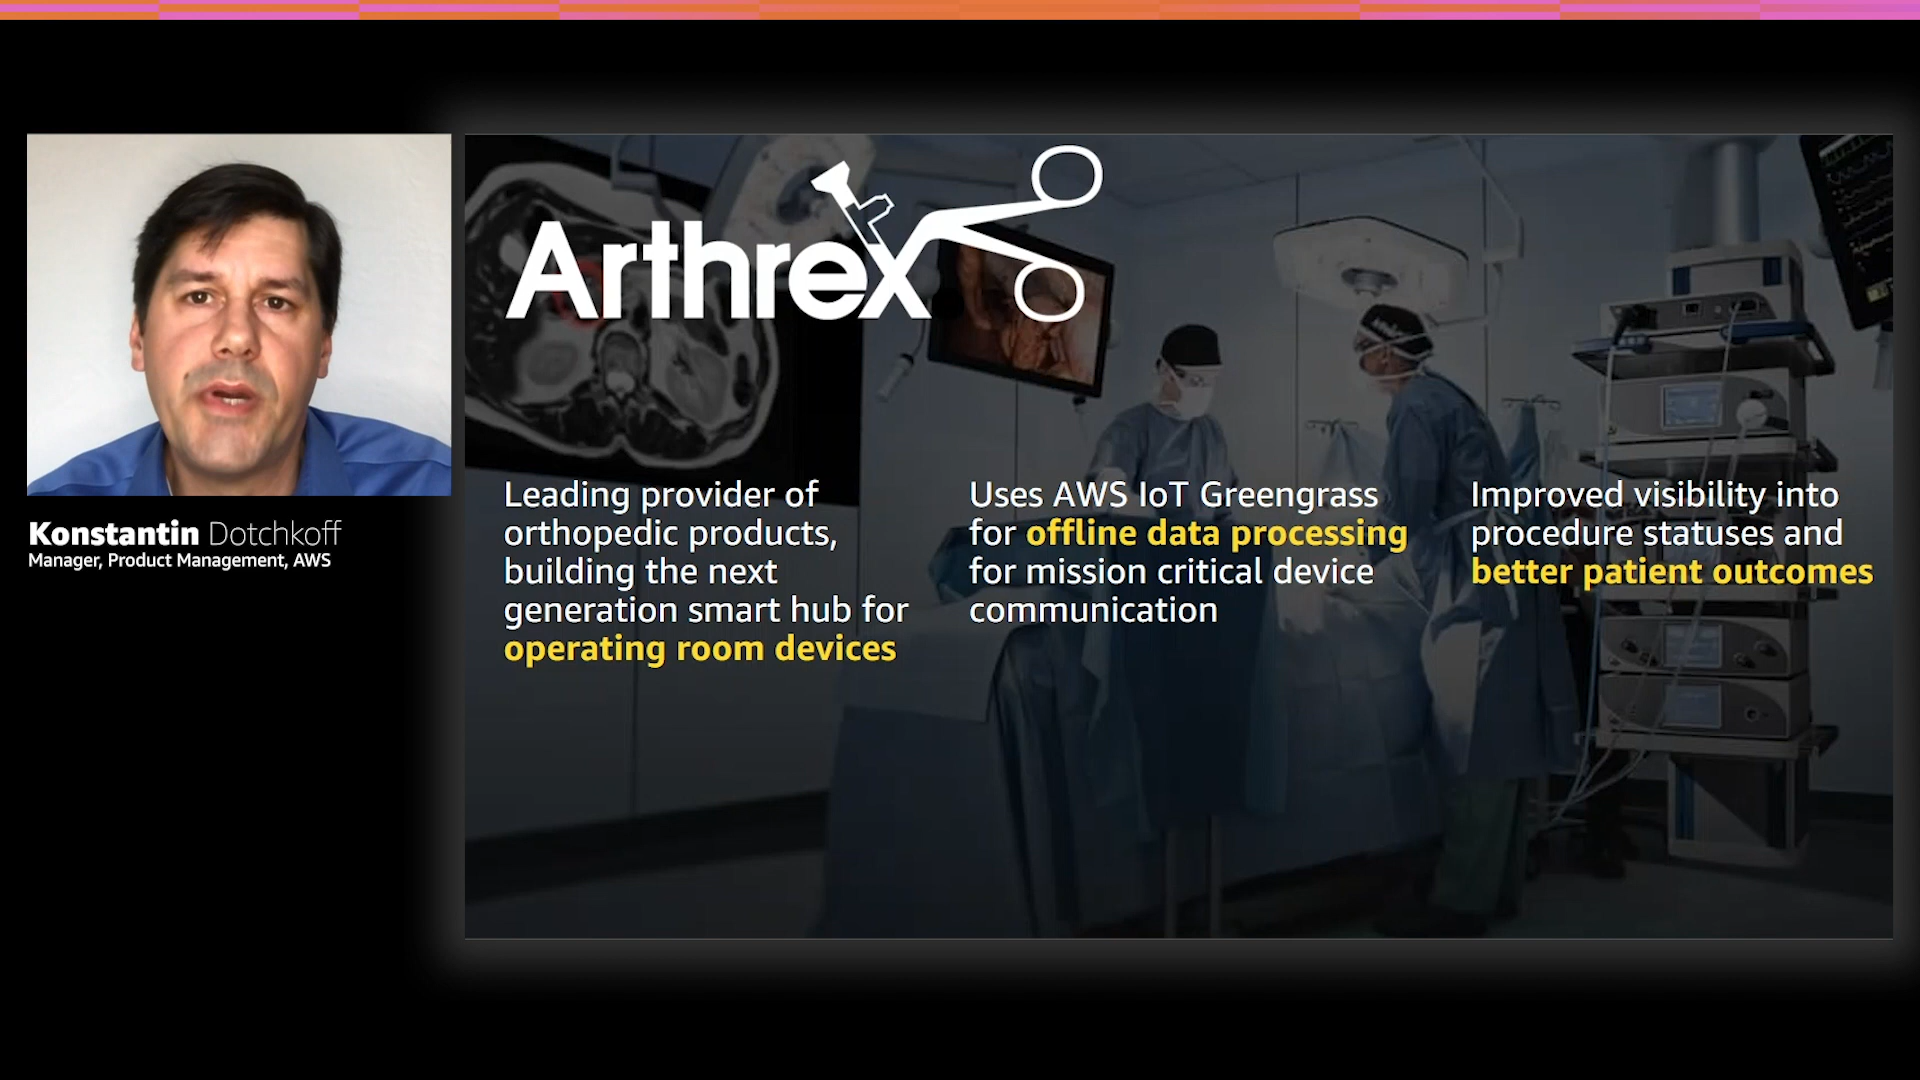 Arthrex
Konstantin Dotchkoff
Manager, Product Management, AWS
Leading provider of
orthopedic products,
building the next
generation smart hub for
operating room devices
Uses AWS IoT Greengrass
for offline data processing
for mission critical device
communication
Improved visibility into
procedure statuses and
better patient outcomes